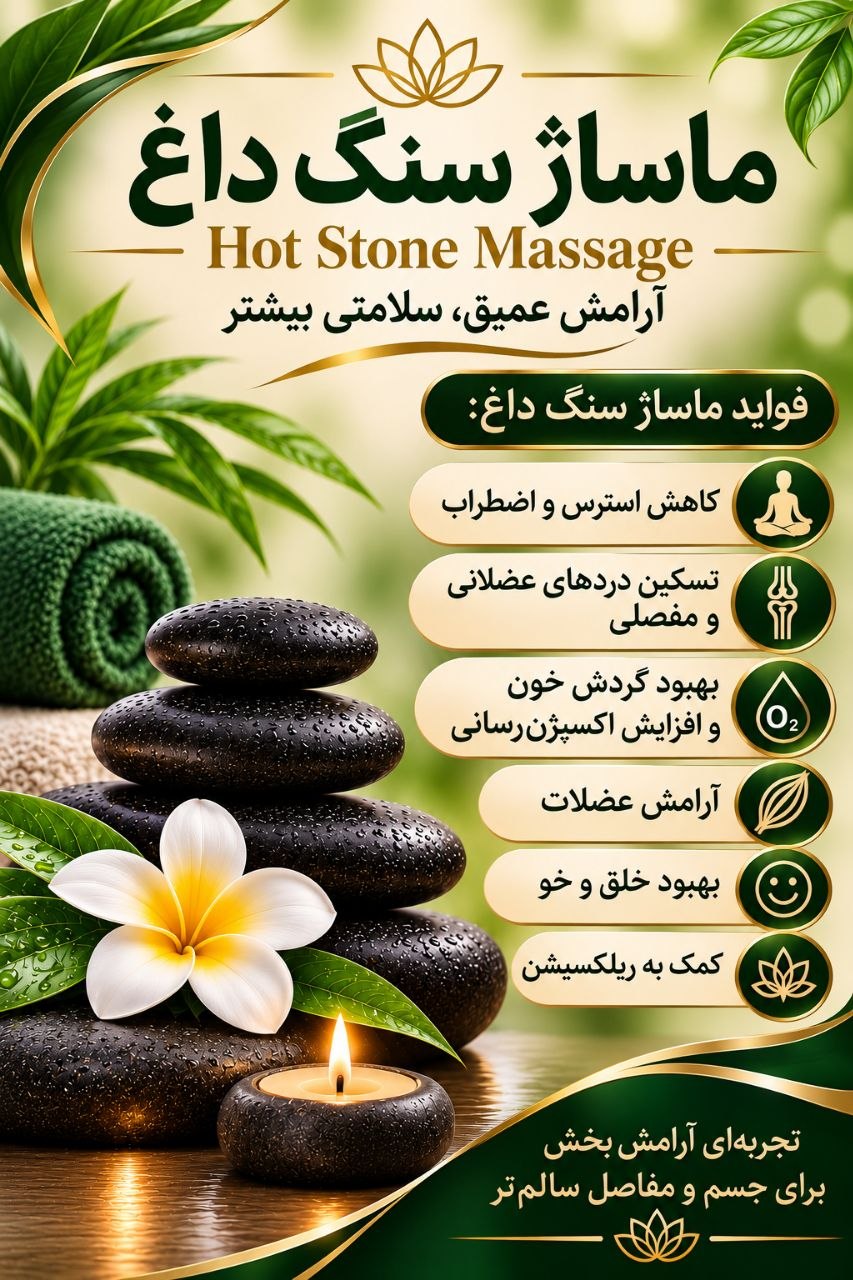 ماساژ سنگ داغ
Hot Stone Massage
آرامش عمیق، سلامتی بیشتر
فواید ماساژ سنگ داغ:
کاهش استرس و اضطراب
تسکین دردهای عضلانی
و مفصلی
بهبود گردش خون
و افزایش اکسیژن‌رسانی
O₂
آرامش عضلات
بهبود خلق و خو
کمک به ریلکسیشن
تجربه‌ای آرامش بخش
برای جسم و مفاصل سالم‌تر